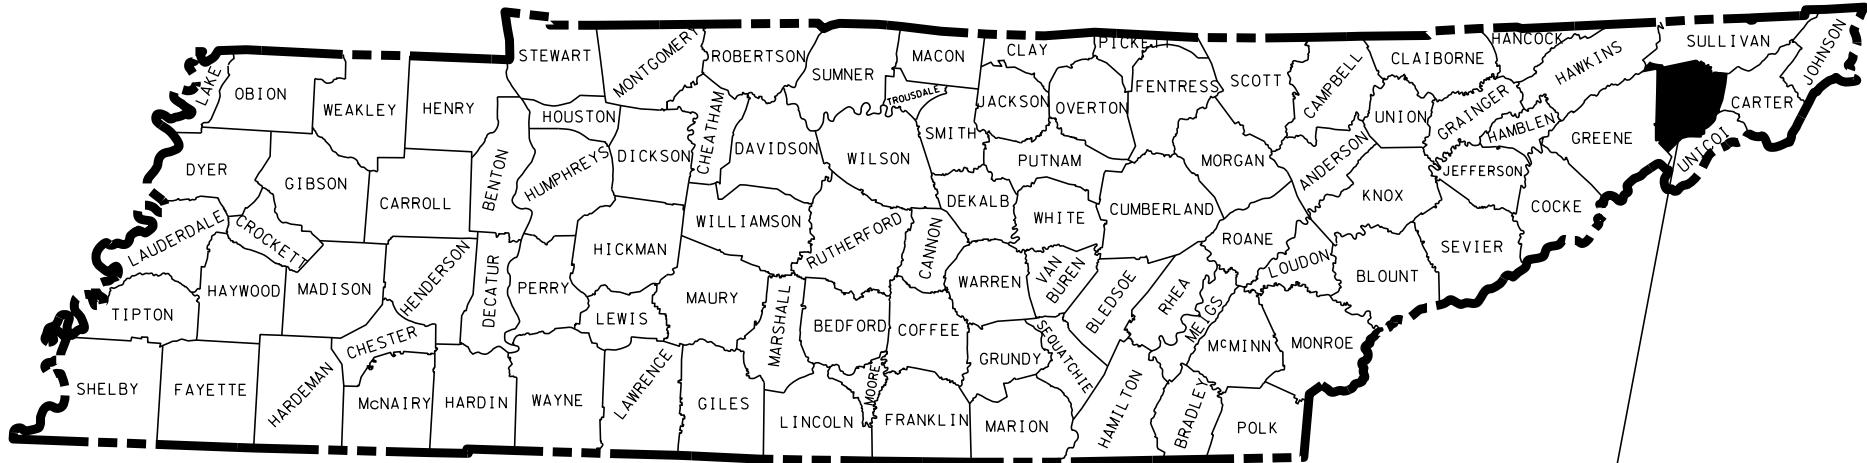 STEWART
MONTGOMERY
ROBERTSON
SUMNER
MACON
TROUSDALE
CLAY
PICKETT
FENTRESS
SCOTT
CAMPBELL
CLAIBORNE
HANCOCK
HAWKINS
SULLIVAN
JOHNSON
CARTER
UNICOI
LAKE
OBION
WEAKLEY
HENRY
HOUSTON
BENTON
HUMPHREYS
DICKSON
CHEATHAM
DAVIDSON
WILSON
SMITH
JACKSON
OVERTON
PUTNAM
MORGAN
ANDERSON
UNION
GRAINGER
HAMBLEN
GREENE
JEFFERSON
KNOX
COCKE
SEVIER
DYER
GIBSON
CARROLL
LAUDERDALE
CROCKETT
WILLIAMSON
RUTHERFORD
CANNON
DEKALB
WHITE
CUMBERLAND
ROANE
LOUDON
BLOUNT
TIPTON
HAYWOOD
MADISON
HENDERSON
DECATUR
PERRY
HICKMAN
LEWIS
MAURY
MARSHALL
BEDFORD
COFFEE
WARREN
VAN
BUREN
BLEDSOE
RHEA
MEIGS
McMINN
MONROE
SHELBY
FAYETTE
HARDEMAN
CHESTER
McNAIRY
HARDIN
WAYNE
LAWRENCE
GILES
LINCOLN
MOORE
FRANKLIN
GRUNDY
SEQUATCHIE
MARION
HAMILTON
BRADLEY
POLK